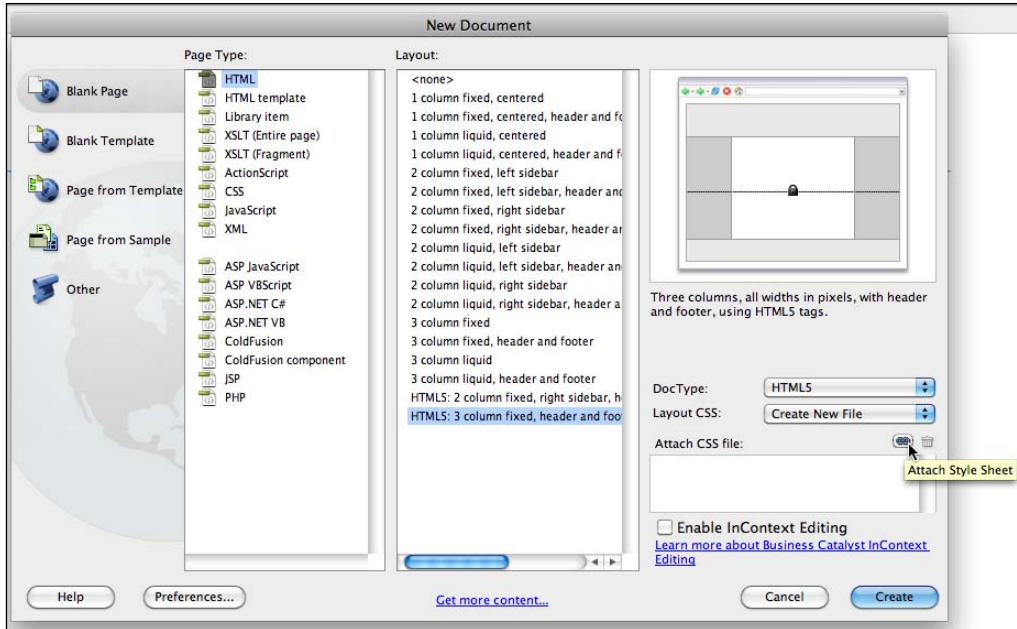 New Document
Page Type:
Layout:
Blank Page
Blank Template
Page from Template
Page from Sample
Other
HTML
HTML template
Library item
XSLT (Entire page)
XSLT (Fragment)
ActionScript
CSS
JavaScript
XML
ASP JavaScript
ASP VBScript
ASP.NET C#
ASP.NET VB
ColdFusion
ColdFusion component
JSP
PHP
<none>
1 column fixed, centered
1 column fixed, centered, header and fo
1 column liquid, centered
1 column liquid, centered, header and f
2 column fixed, left sidebar
2 column fixed, left sidebar, header and
2 column fixed, right sidebar
2 column fixed, right sidebar, header ar
2 column liquid, left sidebar
2 column liquid, left sidebar, header an
2 column liquid, right sidebar
2 column liquid, right sidebar, header a
3 column fixed
3 column fixed, header and footer
3 column liquid
3 column liquid, header and footer
HTML5: 2 column fixed, right sidebar, h
HTML5: 3 column fixed, header and foo
Three columns, all widths in pixels, with header
and footer, using HTML5 tags.
DocType:
HTML5
Layout CSS:
Create New File
Attach CSS file:
Attach Style Sheet
Enable InContext Editing
Learn more about Business Catalyst InContext
Editing
Help
Preferences...
Get more content...
Cancel
Create